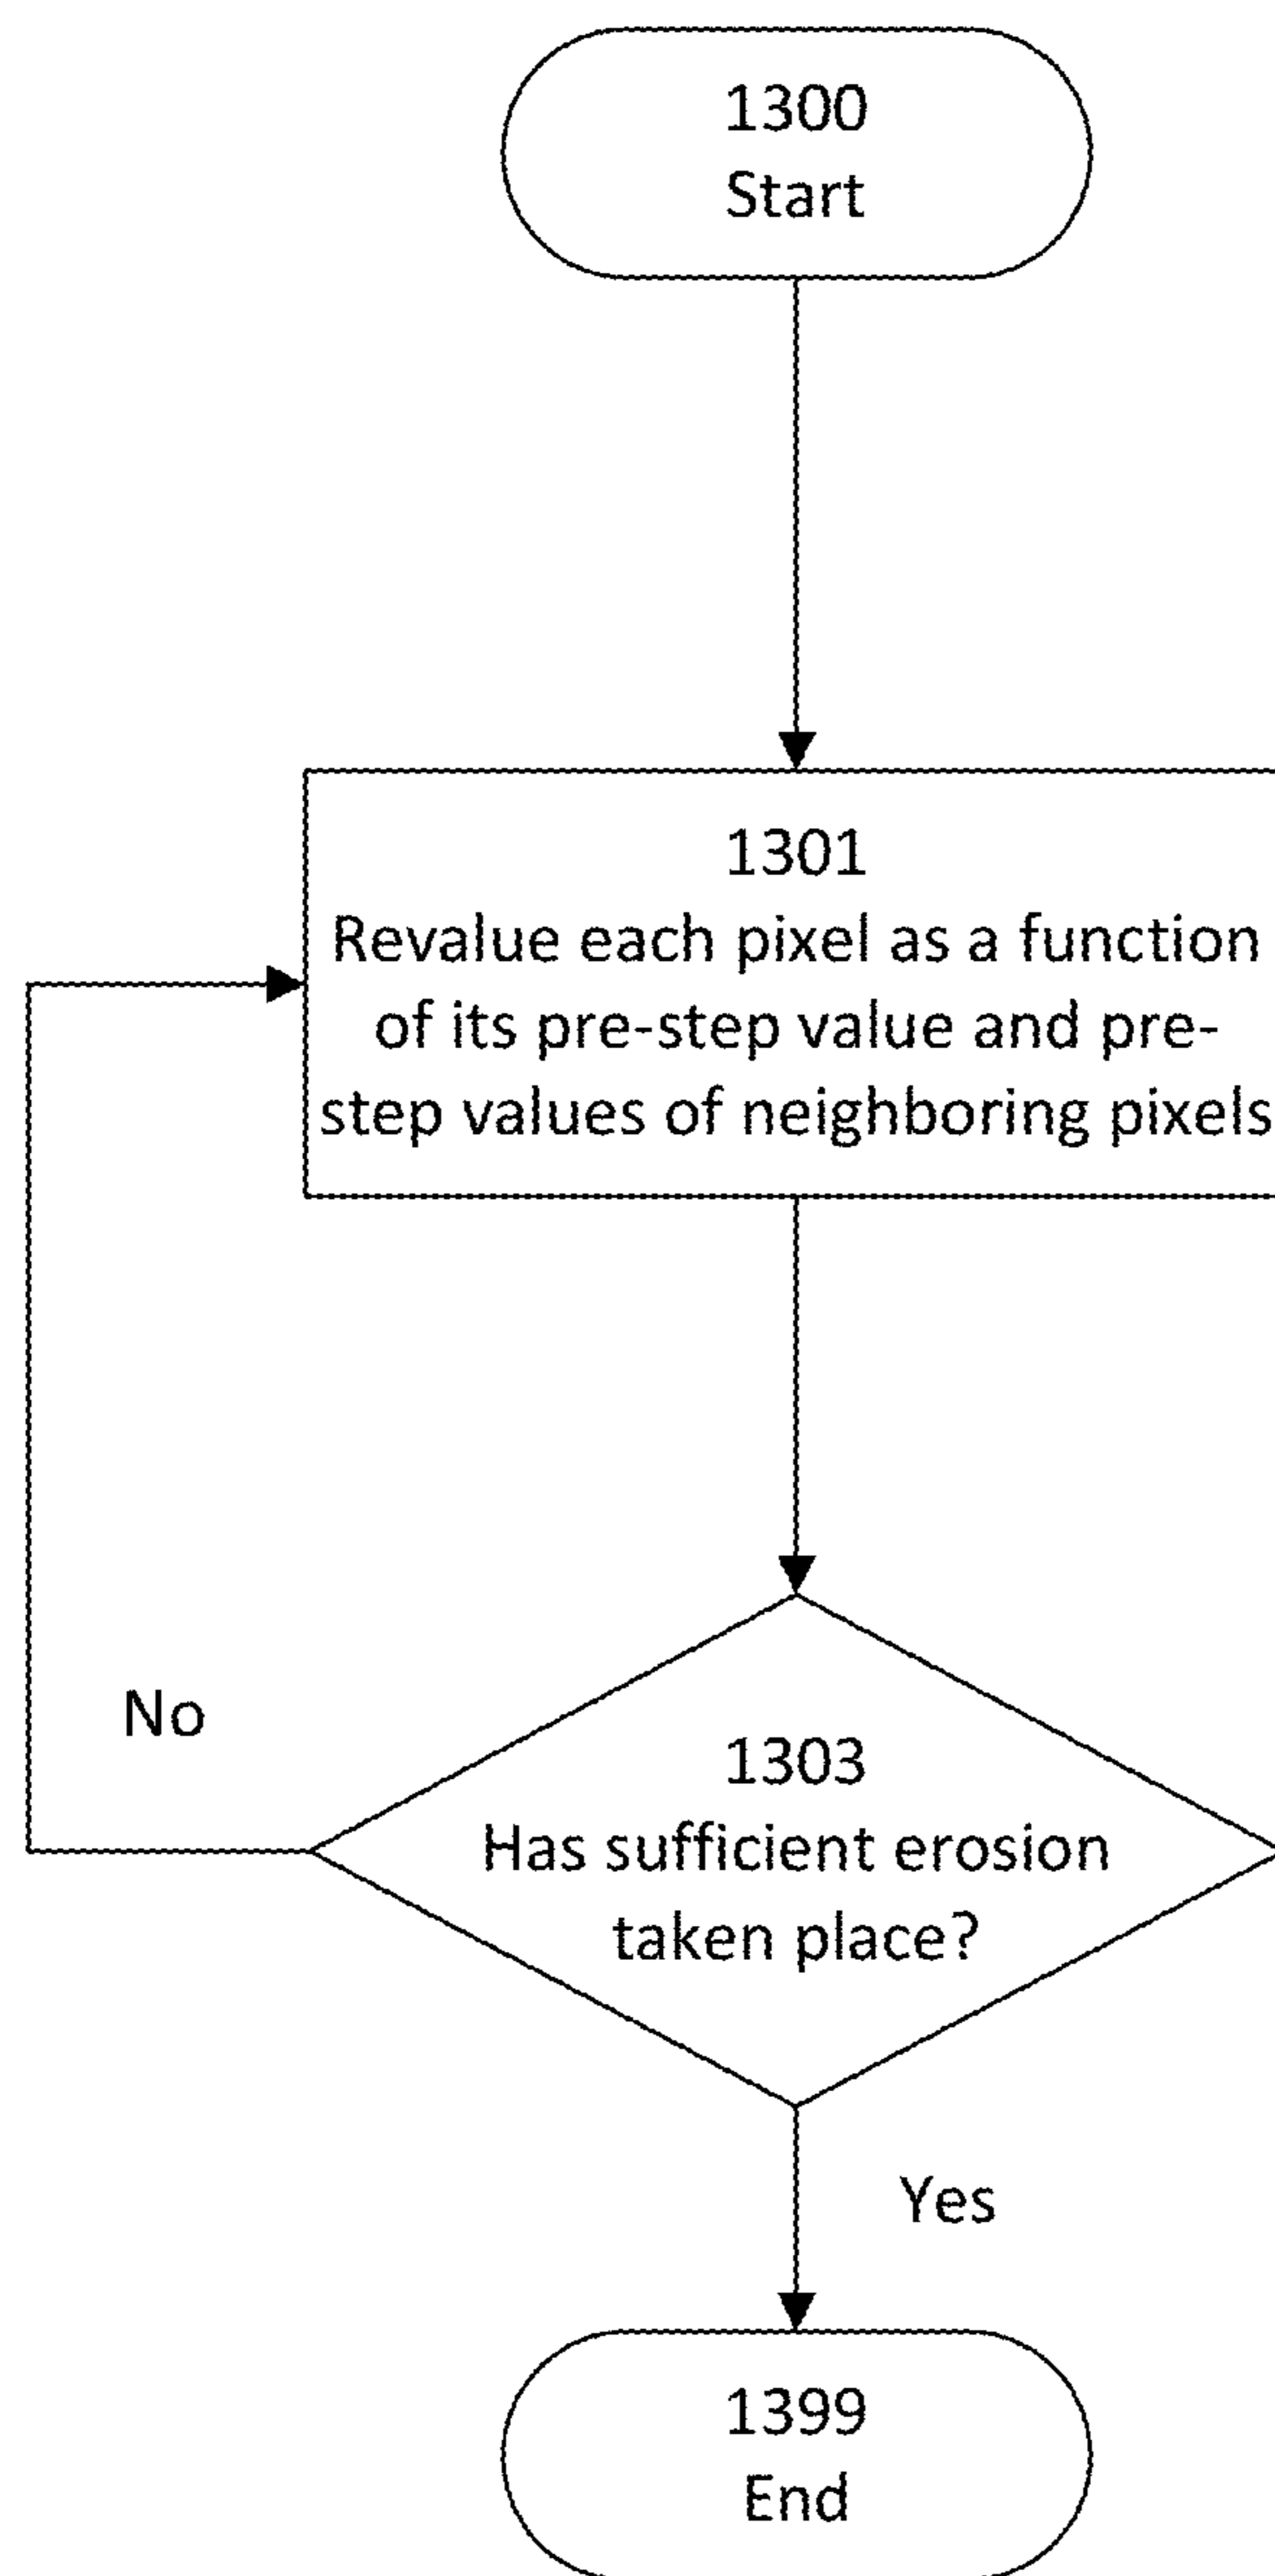 1300
Start
1301
Revalue each pixel as a function
of its pre-step value and pre-
step values of neighboring pixels
No
1303
Has sufficient erosion
taken place?
Yes
1399
End